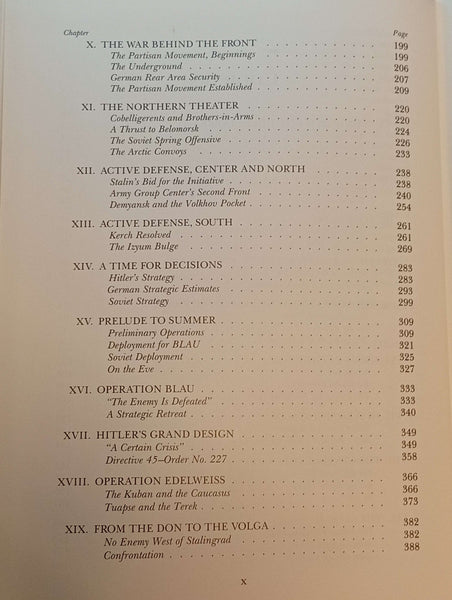 Chapter Page
X. THE WAR BEHIND THE FRONT . . . . . . . . . . . . 199
The Partisan Movement, Beginnings . . . . . . . . . . 199
The Underground . . . . . . . . . . . . . . . . . 206
German Rear Area Security . . . . . . . . . . . . . 207
The Partisan Movement Established . . . . . . . . . . 209
XI. THE NORTHERN THEATER . . . . . . . . . . . . . 220
Cobelligerents and Brothers-in-Arms . . . . . . . . . . 220
A Thrust to Belomorsk . . . . . . . . . . . . . . . 224
The Soviet Spring Offensive . . . . . . . . . . . . . 226
The Arctic Convoys . . . . . . . . . . . . . . . . 233
XII. ACTIVE DEFENSE, CENTER AND NORTH . . . . . . . 238
Stalin's Bid for the Initiative . . . . . . . . . . . . . 238
Army Group Center's Second Front . . . . . . . . . . 240
Demyansk and the Volkhov Pocket . . . . . . . . . . . 254
XIII. ACTIVE DEFENSE, SOUTH . . . . . . . . . . . . . 261
Kerch Resolved . . . . . . . . . . . . . . . . . . 261
The Izyum Bulge . . . . . . . . . . . . . . . . . 269
XIV. A TIME FOR DECISIONS . . . . . . . . . . . . . . 283
Hitler's Strategy . . . . . . . . . . . . . . . . . 283
German Strategic Estimates . . . . . . . . . . . . . 293
Soviet Strategy . . . . . . . . . . . . . . . . . . 299
XV. PRELUDE TO SUMMER . . . . . . . . . . . . . . . 309
Preliminary Operations . . . . . . . . . . . . . . . 309
Deployment for BLAU . . . . . . . . . . . . . . . 321
Soviet Deployment . . . . . . . . . . . . . . . . . 325
On the Eve . . . . . . . . . . . . . . . . . . . 327
XVI. OPERATION BLAU . . . . . . . . . . . . . . . . 333
"The Enemy Is Defeated" . . . . . . . . . . . . . . 333
A Strategic Retreat . . . . . . . . . . . . . . . . 340
XVII. HITLER'S GRAND DESIGN . . . . . . . . . . . . . 349
"A Certain Crisis" . . . . . . . . . . . . . . . . . 349
Directive 45–Order No. 227 . . . . . . . . . . . . . 358
XVIII. OPERATION EDELWEISS . . . . . . . . . . . . . . 366
The Kuban and the Caucasus . . . . . . . . . . . . . 366
Tuapse and the Terek . . . . . . . . . . . . . . . 373
XIX. FROM THE DON TO THE VOLGA . . . . . . . . . . 382
No Enemy West of Stalingrad . . . . . . . . . . . . . 382
Confrontation . . . . . . . . . . . . . . . . . . 388
X